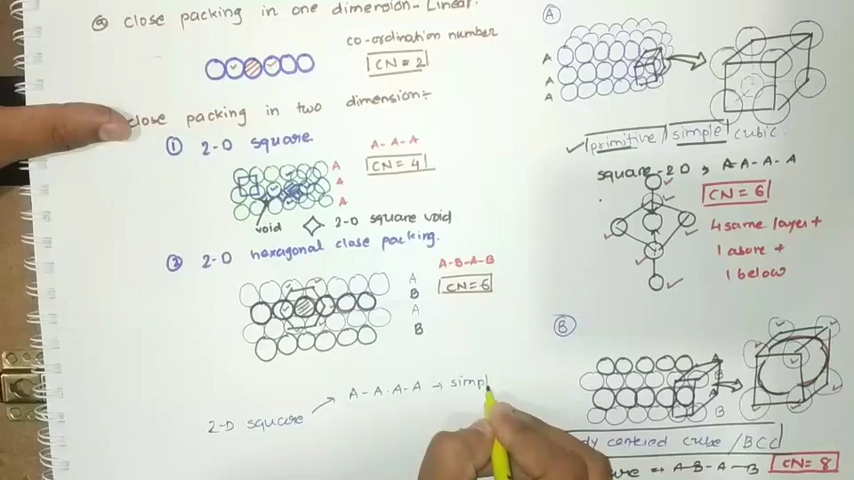 close packing in one dimension - Linear.
co-ordination number
CN = 2
close packing in two dimension÷
① 2-D square
A - A - A
CN = 4
A
A
A
void
2-D square void
② 2-D hexagonal close packing.
A-B-A-B
CN=6
A
B
A
B
2-D square → A-A-A-A → simpl
A
A
A
A
primitive / simple cubic.
square-2D → A-A-A-A
CN = 6
4 same layer +
1 above +
1 below
B
A
B
A
B
centered cube / BCC
A-B-A-B
CN= 8